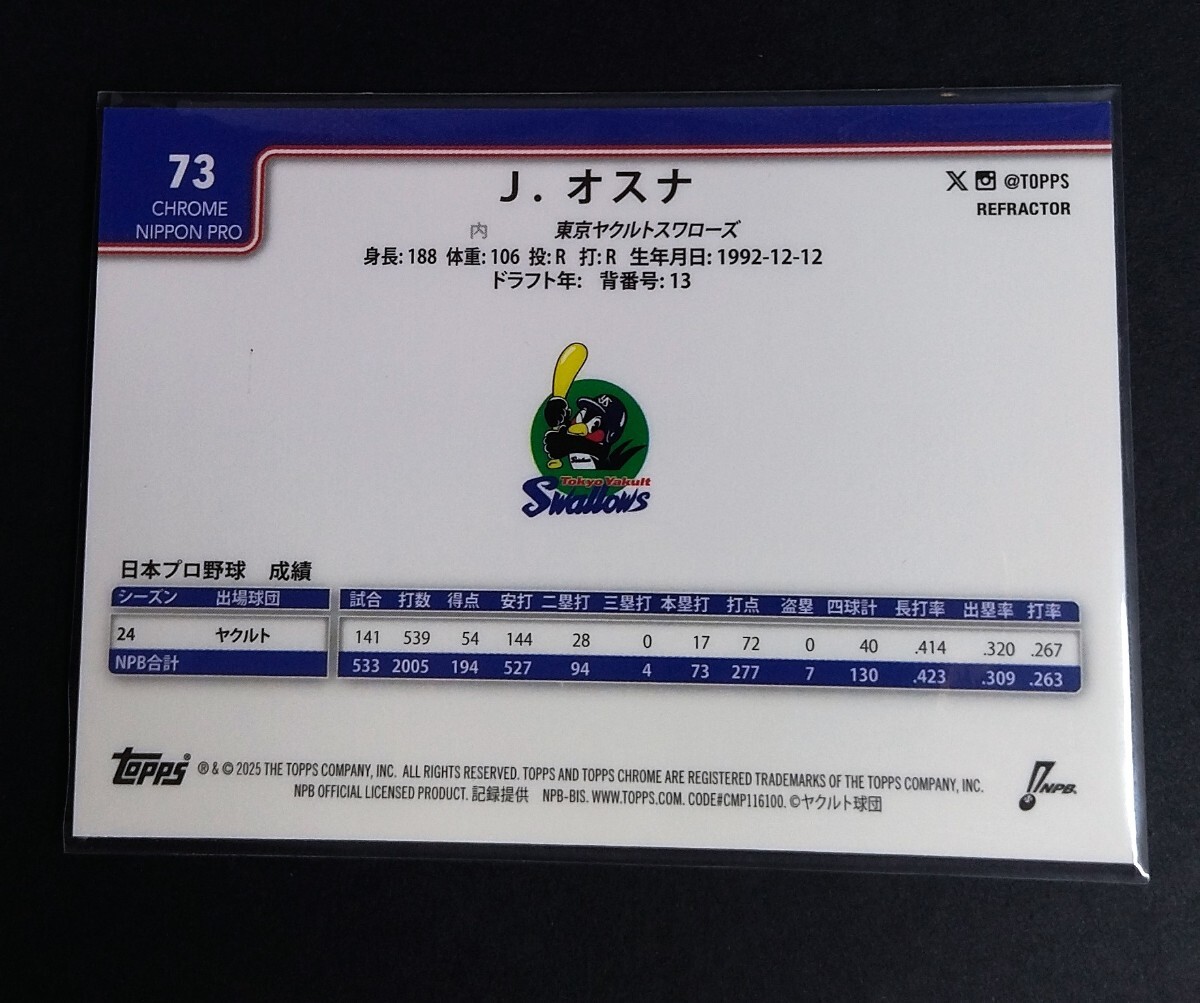 73
CHROME
NIPPON PRO
J. オスナ
@TOPPS
REFRACTOR
内 東京ヤクルトスワローズ
身長: 188 体重: 106 投: R 打: R 生年月日: 1992-12-12
ドラフト年: 背番号: 13
Tokyo Yakult
Swallows
日本プロ野球 成績
シーズン 出場球団 試合 打数 得点 安打 二塁打 三塁打 本塁打 打点 盗塁 四球計 長打率 出塁率 打率
24 ヤクルト 141 539 54 144 28 0 17 72 0 40 .414 .320 .267
NPB合計 533 2005 194 527 94 4 73 277 7 130 .423 .309 .263
topps® ® & © 2025 THE TOPPS COMPANY, INC. ALL RIGHTS RESERVED. TOPPS AND TOPPS CHROME ARE REGISTERED TRADEMARKS OF THE TOPPS COMPANY, INC.
NPB OFFICIAL LICENSED PRODUCT. 記録提供 NPB-BIS. WWW.TOPPS.COM. CODE#CMP116100. ©ヤクルト球団
NPB